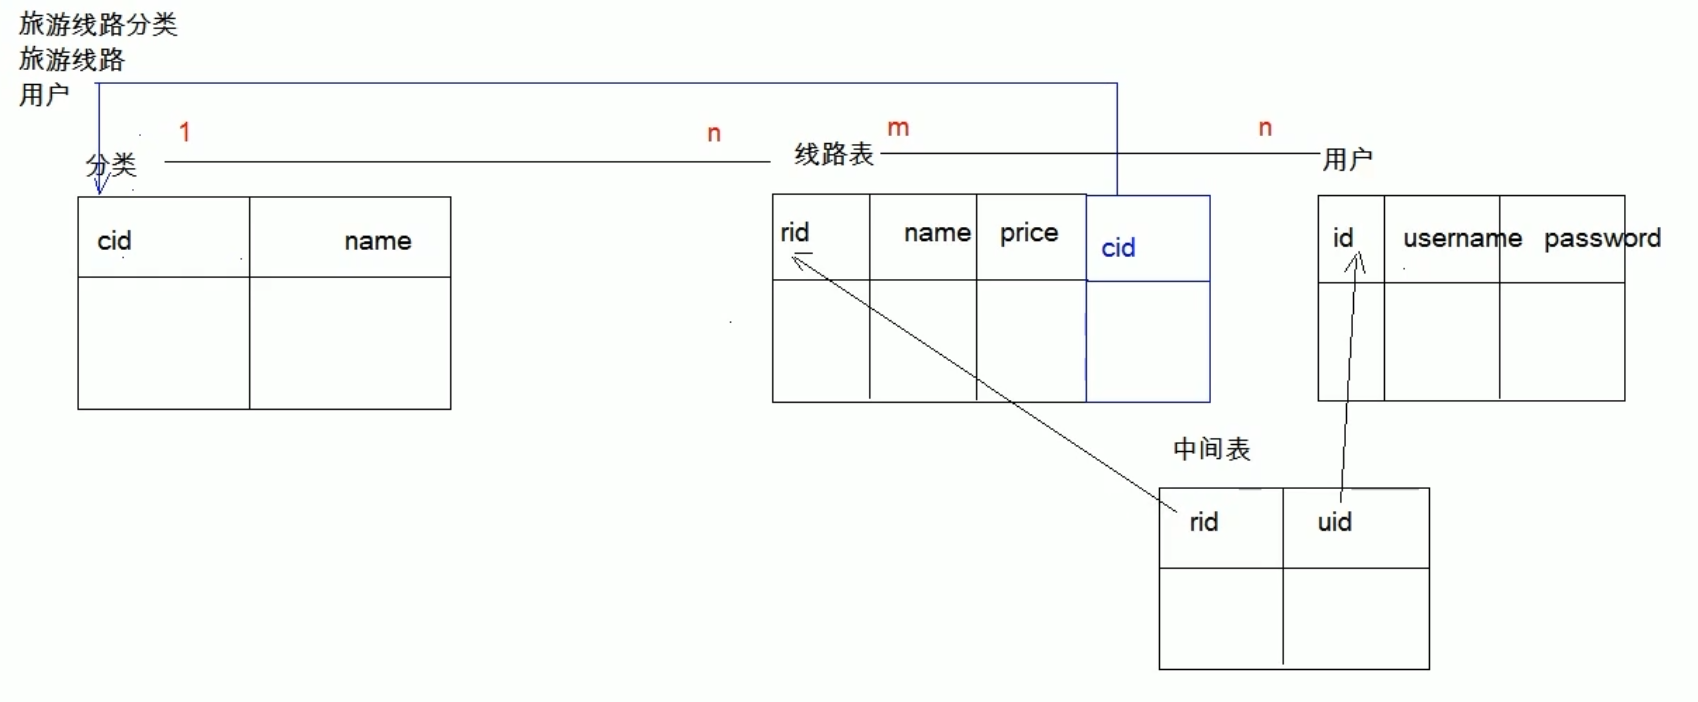 旅游线路分类
旅游线路
用户
1
n
m
n
分类
线路表
用户
cid name
rid name price cid
id username password
中间表
rid uid